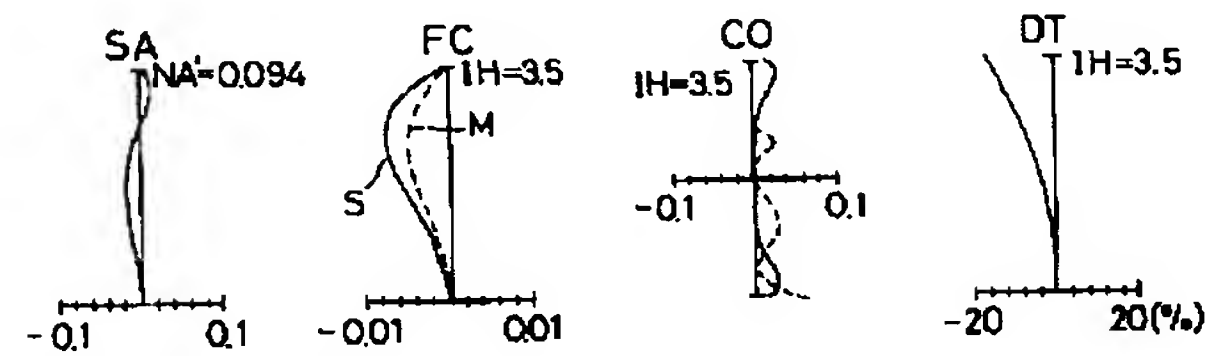 SA
NA'=0.094
-0.1
0.1
FC
IH=3.5
M
S
-0.01
0.01
CO
IH=3.5
-0.1
0.1
DT
IH=3.5
-20
20(%)